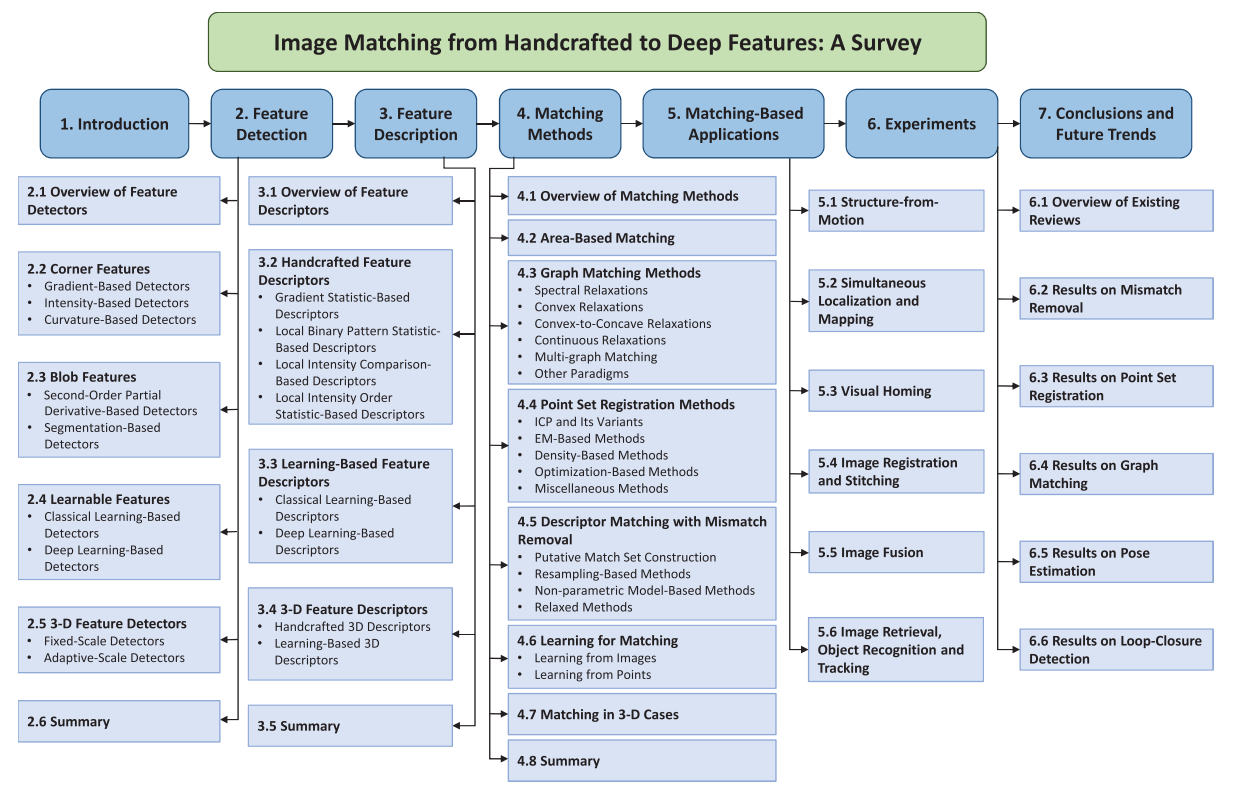 Image Matching from Handcrafted to Deep Features: A Survey
1. Introduction
2. Feature
Detection
3. Feature
Description
4. Matching
Methods
5. Matching-Based
Applications
6. Experiments
7. Conclusions and
Future Trends
2.1 Overview of Feature
Detectors
2.2 Corner Features
• Gradient-Based Detectors
• Intensity-Based Detectors
• Curvature-Based Detectors
2.3 Blob Features
• Second-Order Partial
Derivative-Based Detectors
• Segmentation-Based
Detectors
2.4 Learnable Features
• Classical Learning-Based
Detectors
• Deep Learning-Based
Detectors
2.5 3-D Feature Detectors
• Fixed-Scale Detectors
• Adaptive-Scale Detectors
2.6 Summary
3.1 Overview of Feature
Descriptors
3.2 Handcrafted Feature
Descriptors
• Gradient Statistic-Based
Descriptors
• Local Binary Pattern Statistic-
Based Descriptors
• Local Intensity Comparison-
Based Descriptors
• Local Intensity Order
Statistic-Based Descriptors
3.3 Learning-Based Feature
Descriptors
• Classical Learning-Based
Descriptors
• Deep Learning-Based
Descriptors
3.4 3-D Feature Descriptors
• Handcrafted 3D Descriptors
• Learning-Based 3D
Descriptors
3.5 Summary
4.1 Overview of Matching Methods
4.2 Area-Based Matching
4.3 Graph Matching Methods
• Spectral Relaxations
• Convex Relaxations
• Convex-to-Concave Relaxations
• Continuous Relaxations
• Multi-graph Matching
• Other Paradigms
4.4 Point Set Registration Methods
• ICP and Its Variants
• EM-Based Methods
• Density-Based Methods
• Optimization-Based Methods
• Miscellaneous Methods
4.5 Descriptor Matching with Mismatch
Removal
• Putative Match Set Construction
• Resampling-Based Methods
• Non-parametric Model-Based Methods
• Relaxed Methods
4.6 Learning for Matching
• Learning from Images
• Learning from Points
4.7 Matching in 3-D Cases
4.8 Summary
5.1 Structure-from-
Motion
5.2 Simultaneous
Localization and
Mapping
5.3 Visual Homing
5.4 Image Registration
and Stitching
5.5 Image Fusion
5.6 Image Retrieval,
Object Recognition and
Tracking
6.1 Overview of Existing
Reviews
6.2 Results on Mismatch
Removal
6.3 Results on Point Set
Registration
6.4 Results on Graph
Matching
6.5 Results on Pose
Estimation
6.6 Results on Loop-Closure
Detection